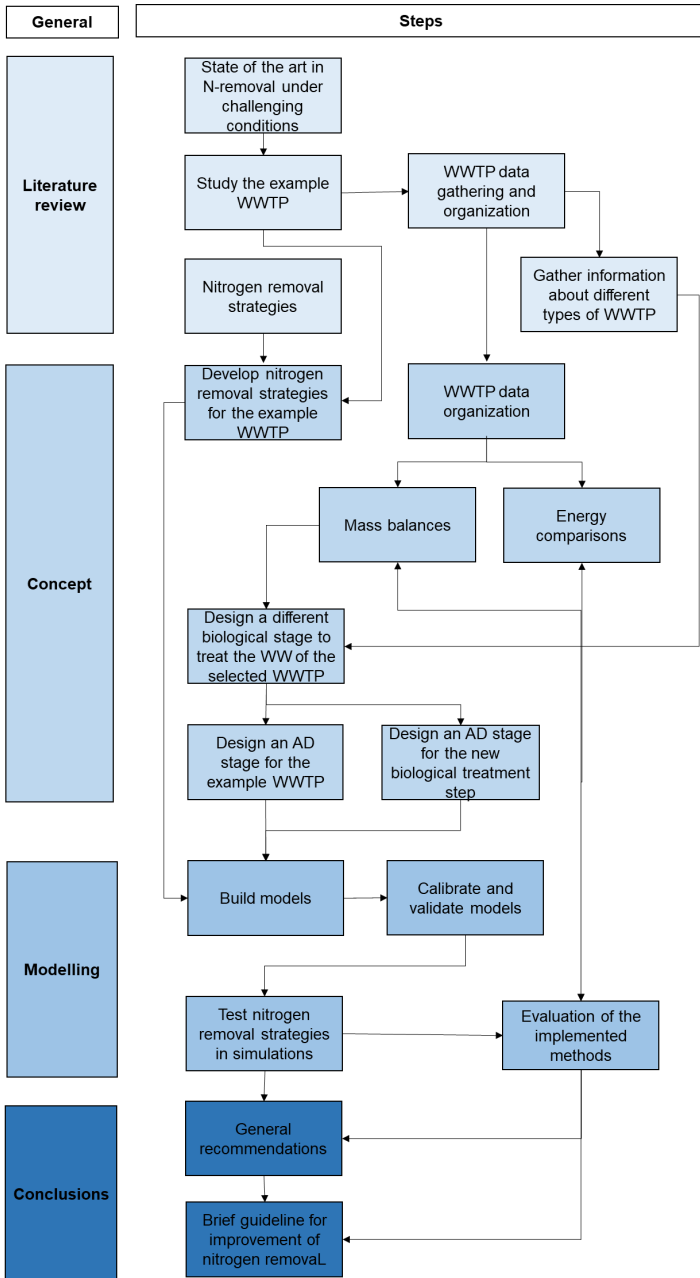 General
Steps
Literature
review
State of the art in
N-removal under
challenging
conditions
Study the example
WWTP
WWTP data
gathering and
organization
Nitrogen removal
strategies
Gather information
about different
types of WWTP
Concept
Develop nitrogen
removal strategies
for the example
WWTP
WWTP data
organization
Mass balances
Energy
comparisons
Design a different
biological stage to
treat the WW of the
selected WWTP
Design an AD
stage for the
example WWTP
Design an AD stage
for the new
biological treatment
step
Modelling
Build models
Calibrate and
validate models
Test nitrogen
removal strategies
in simulations
Evaluation of the
implemented
methods
Conclusions
General
recommendations
Brief guideline for
improvement of
nitrogen removaL